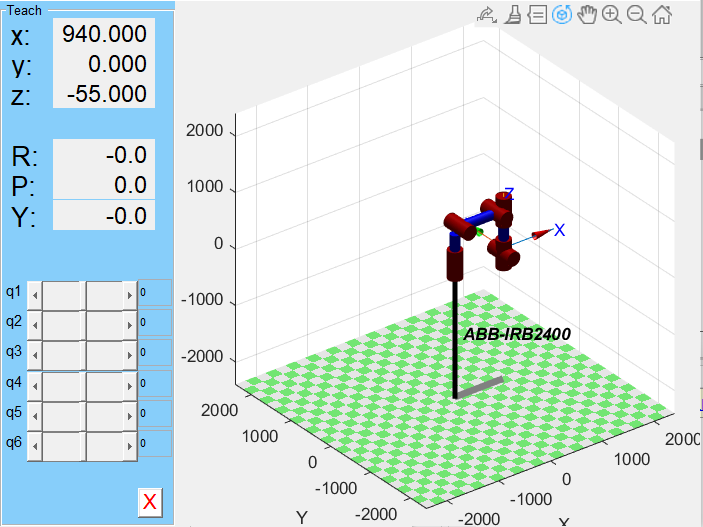 Teach
x: 940.000
y: 0.000
z: -55.000
R: -0.0
P: 0.0
Y: -0.0
q1 0
q2 0
q3 0
q4 0
q5 0
q6 0
X
2000
1000
0
-1000
-2000
Z
X
ABB-IRB2400
2000
1000
0
-1000
-2000
Y
-2000
-1000
0
1000
2000
X